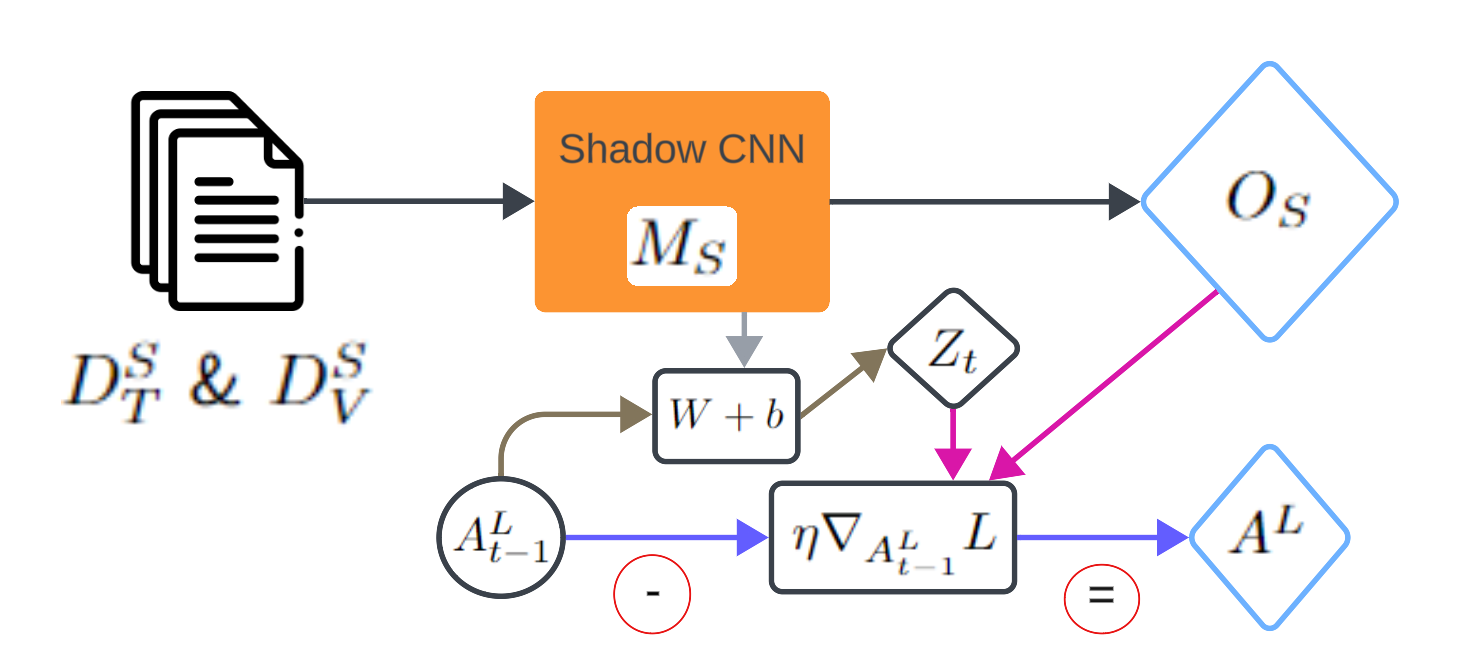 Shadow CNN
M_S
O_S
D_T^S & D_V^S
Z_t
W + b
A_{t-1}^L
η∇_{A_{t-1}^L} L
A^L
-
=